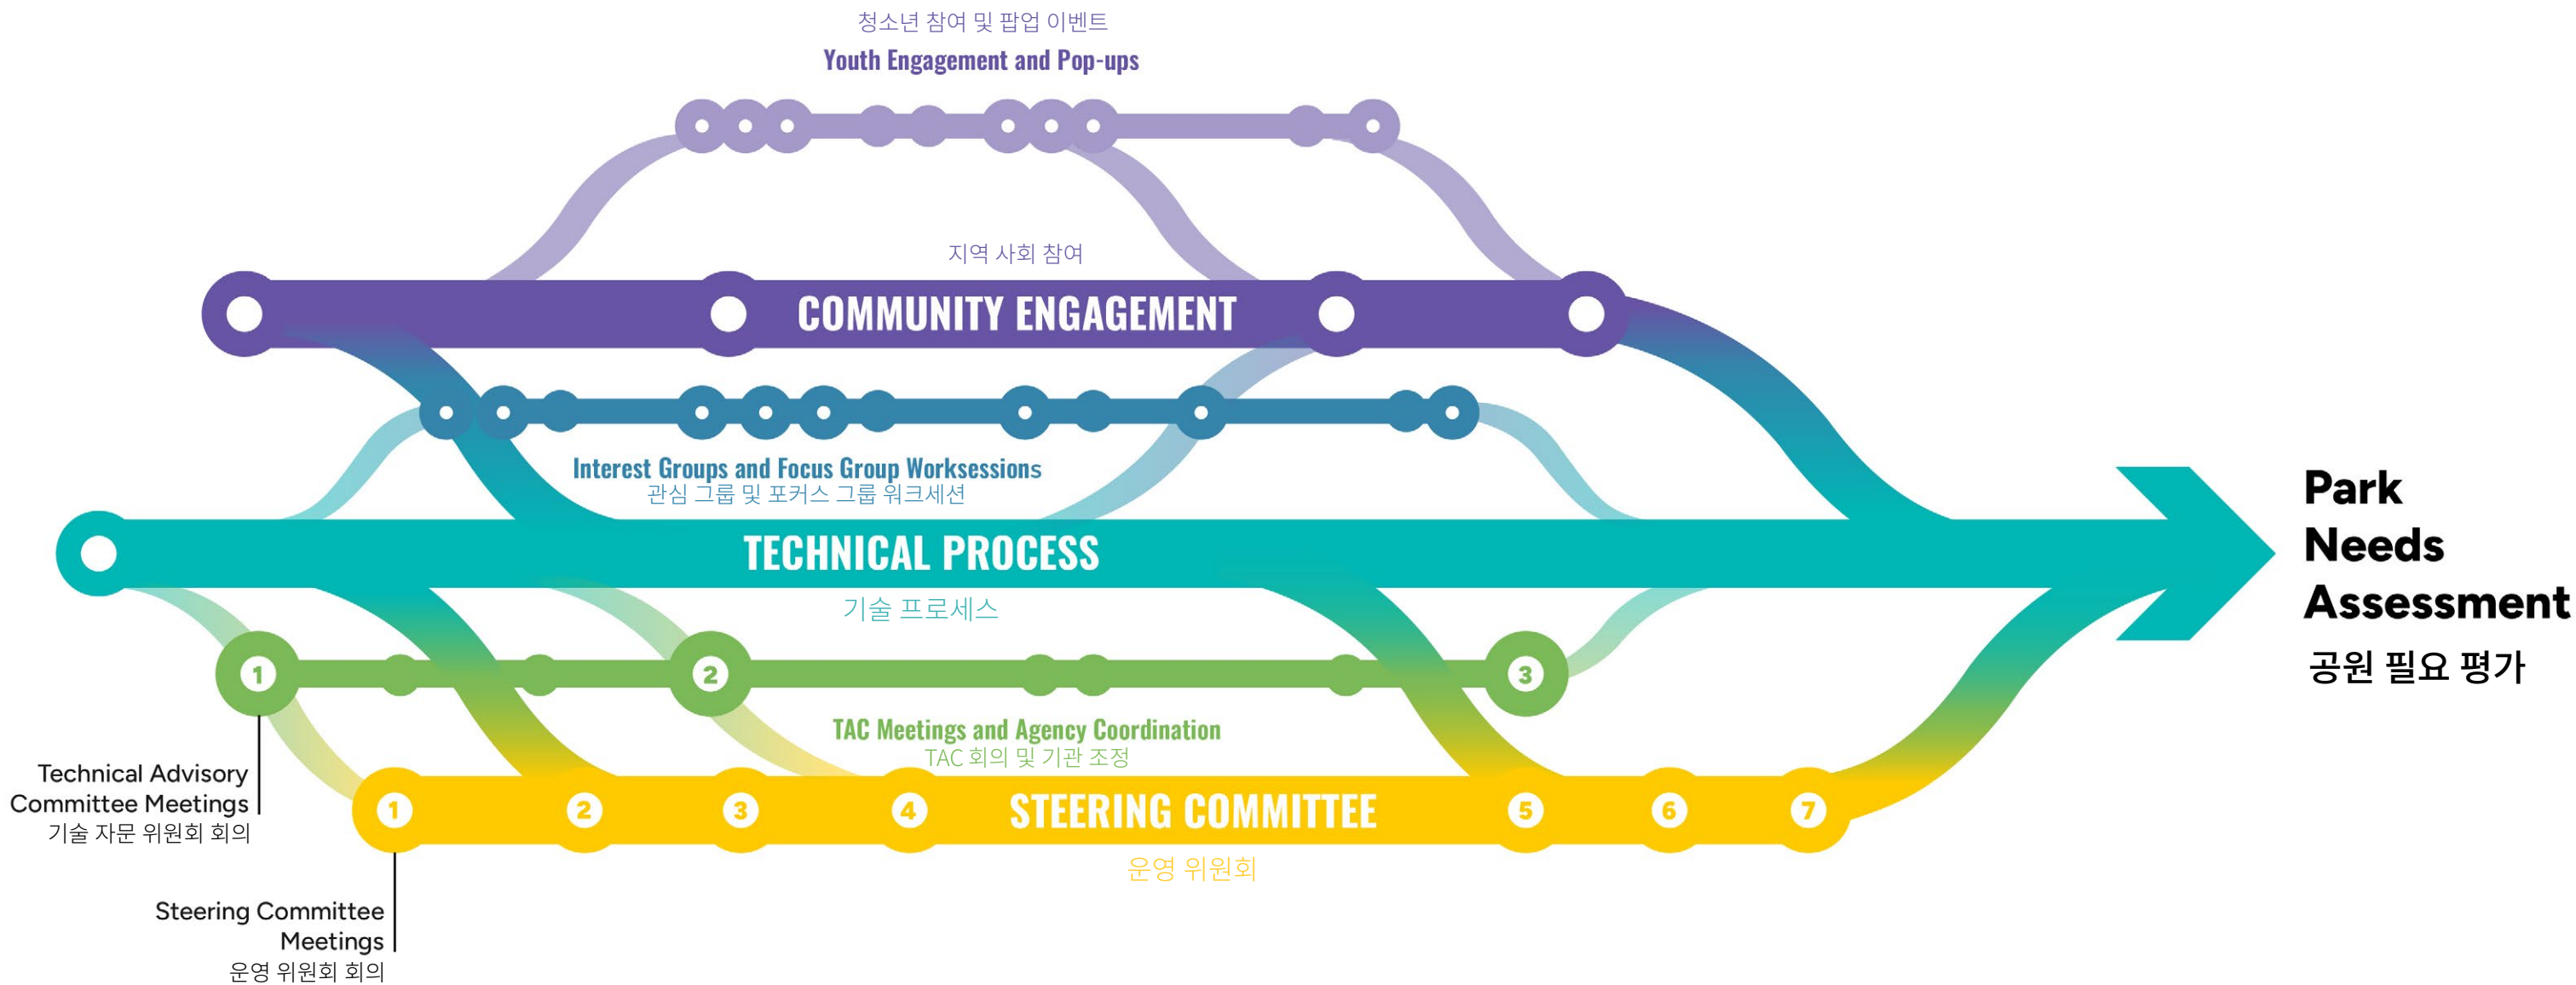 청소년 참여 및 팝업 이벤트
Youth Engagement and Pop-ups
지역 사회 참여
COMMUNITY ENGAGEMENT
Interest Groups and Focus Group Worksessions
관심 그룹 및 포커스 그룹 워크세션
TECHNICAL PROCESS
기술 프로세스
Park
Needs
Assessment
공원 필요 평가
1
2
3
TAC Meetings and Agency Coordination
TAC 회의 및 기관 조정
Technical Advisory
Committee Meetings
기술 자문 위원회 회의
1
2
3
4
STEERING COMMITTEE
5
6
7
운영 위원회
Steering Committee
Meetings
운영 위원회 회의